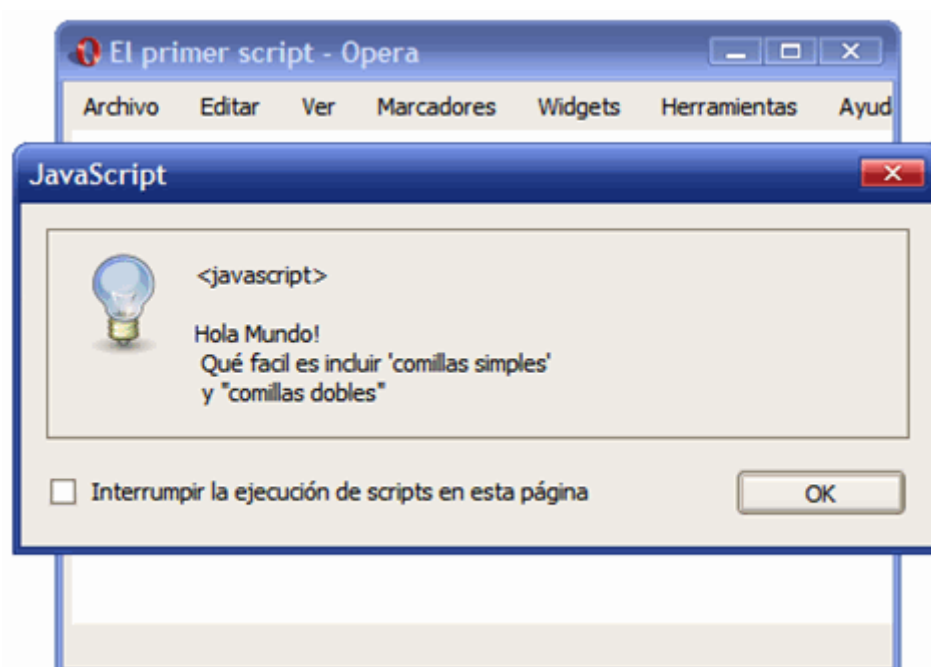 El primer script - Opera
Archivo Editar Ver Marcadores Widgets Herramientas Ayud
JavaScript
<javascript>
Hola Mundo!
Qué facil es incluir 'comillas simples'
y "comillas dobles"
Interrumpir la ejecución de scripts en esta página
OK